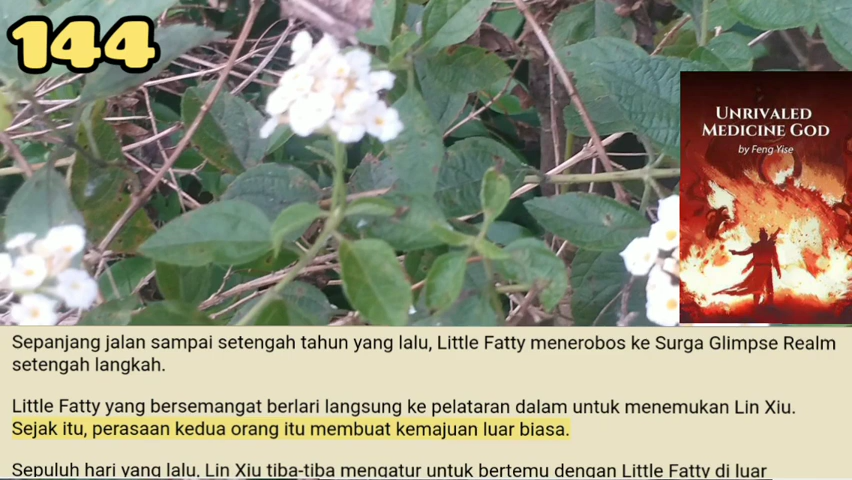 144
UNRIVALED
MEDICINE GOD
by Feng Yise
Sepanjang jalan sampai setengah tahun yang lalu, Little Fatty menerobos ke Surga Glimpse Realm
setengah langkah.
Little Fatty yang bersemangat berlari langsung ke pelataran dalam untuk menemukan Lin Xiu.
Sejak itu, perasaan kedua orang itu membuat kemajuan luar biasa.
Sepuluh hari yang lalu, Lin Xiu tiba-tiba mengatur untuk bertemu dengan Little Fatty di luar